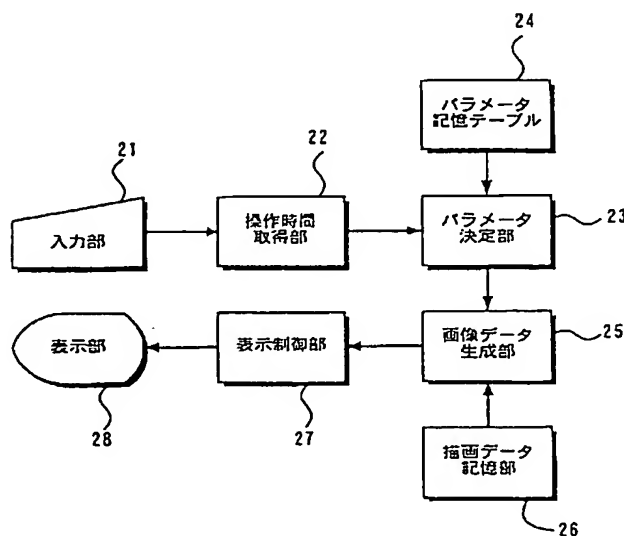 24
パラメータ
記憶テーブル
21
22
入力部
操作時間
取得部
パラメータ
決定部
23
表示部
表示制御部
画像データ
生成部
25
28
27
描画データ
記憶部
26